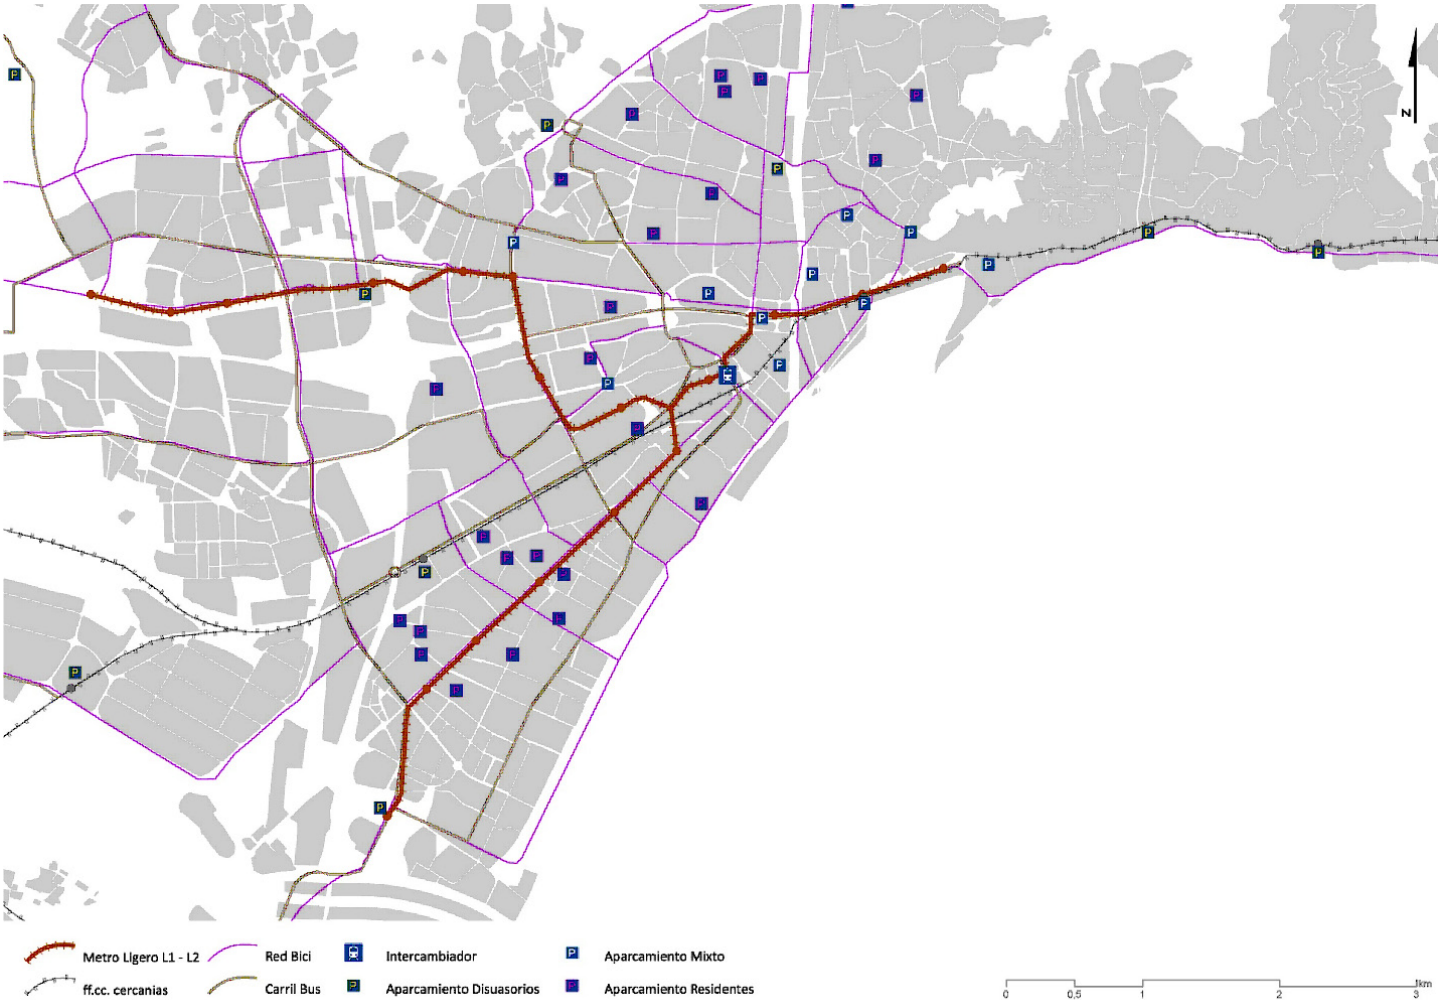 N
Metro Ligero L1 - L2 Red Bici Intercambiador Aparcamiento Mixto
ff.cc. cercanias Carril Bus Aparcamiento Disuasorios Aparcamiento Residentes
km
0 0,5 1 2 3